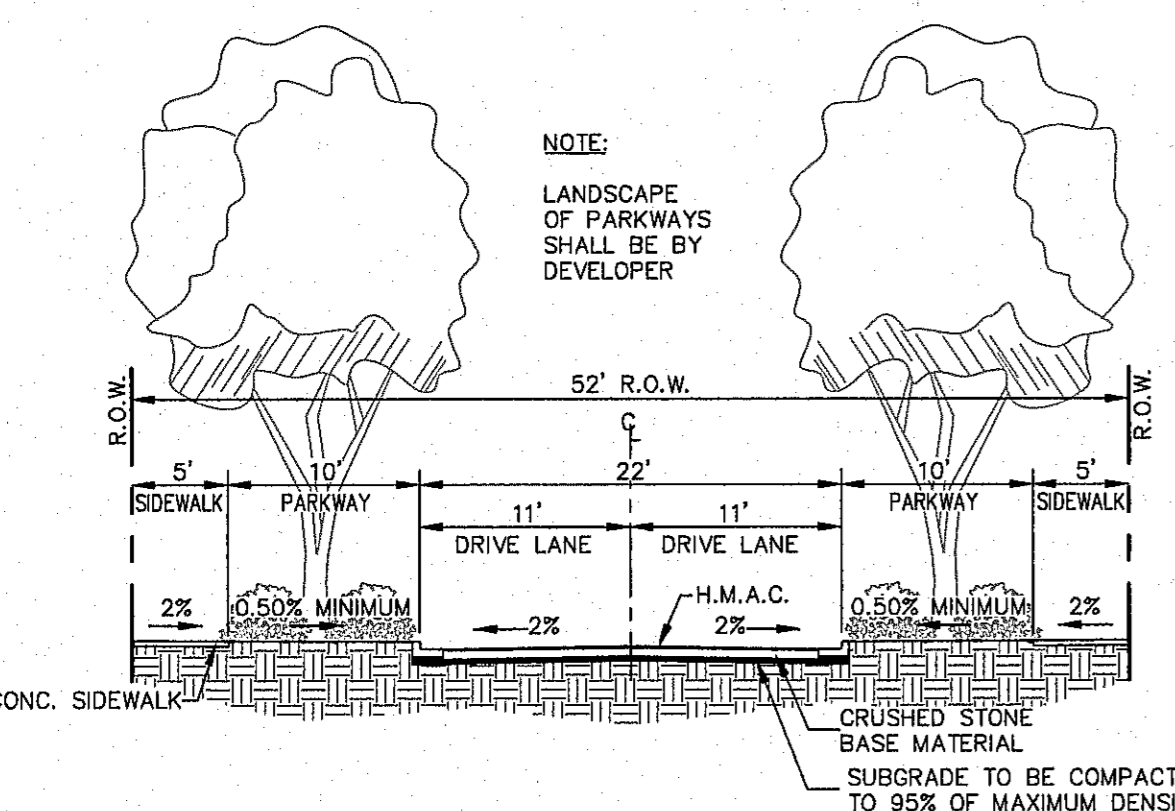 NOTE:
LANDSCAPE
OF PARKWAYS
SHALL BE BY
DEVELOPER
R.O.W.
52' R.O.W.
R.O.W.
℄
5'
10'
22'
10'
5'
SIDEWALK
PARKWAY
PARKWAY
SIDEWALK
11'
11'
DRIVE LANE
DRIVE LANE
2%
0.50% MINIMUM
H.M.A.C.
0.50% MINIMUM
2%
2%
2%
CONC. SIDEWALK
CRUSHED STONE
BASE MATERIAL
SUBGRADE TO BE COMPACT
TO 95% OF MAXIMUM DENS